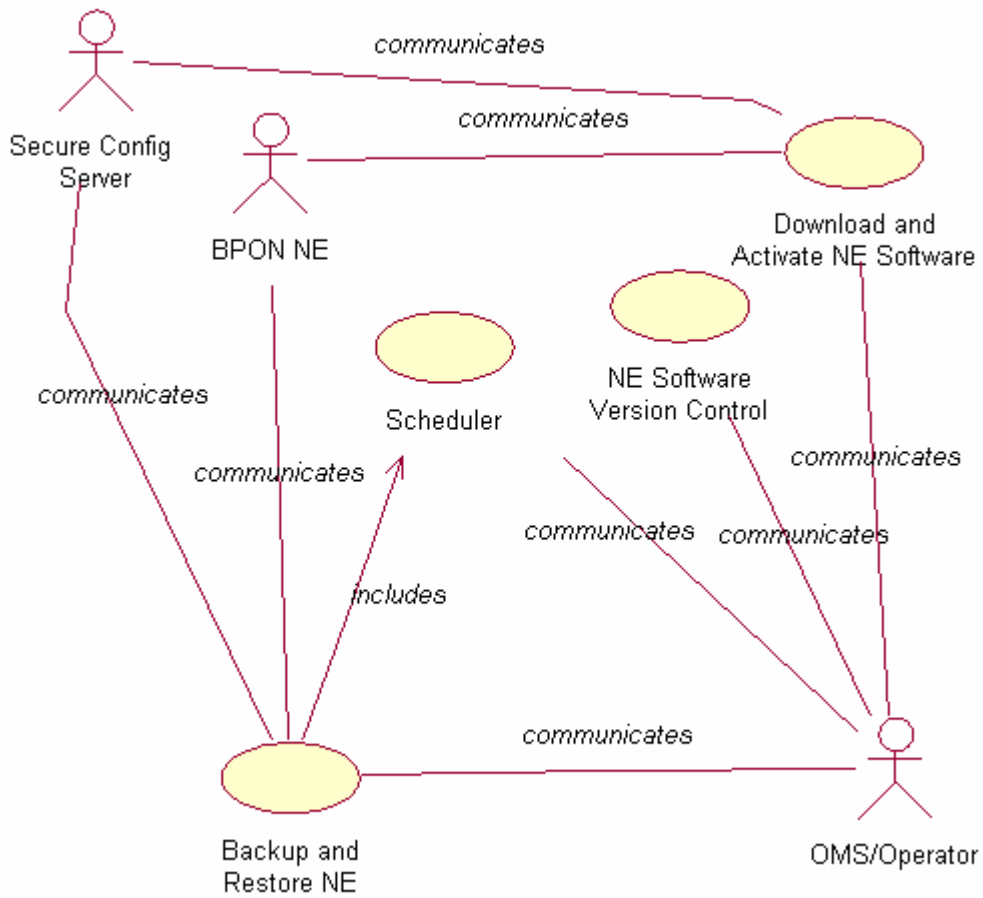 communicates
communicates
Secure Config
Server
BPON NE
Download and
Activate NE Software
NE Software
Version Control
communicates
Scheduler
communicates
communicates
communicates
communicates
includes
communicates
Backup and
Restore NE
OMS/Operator